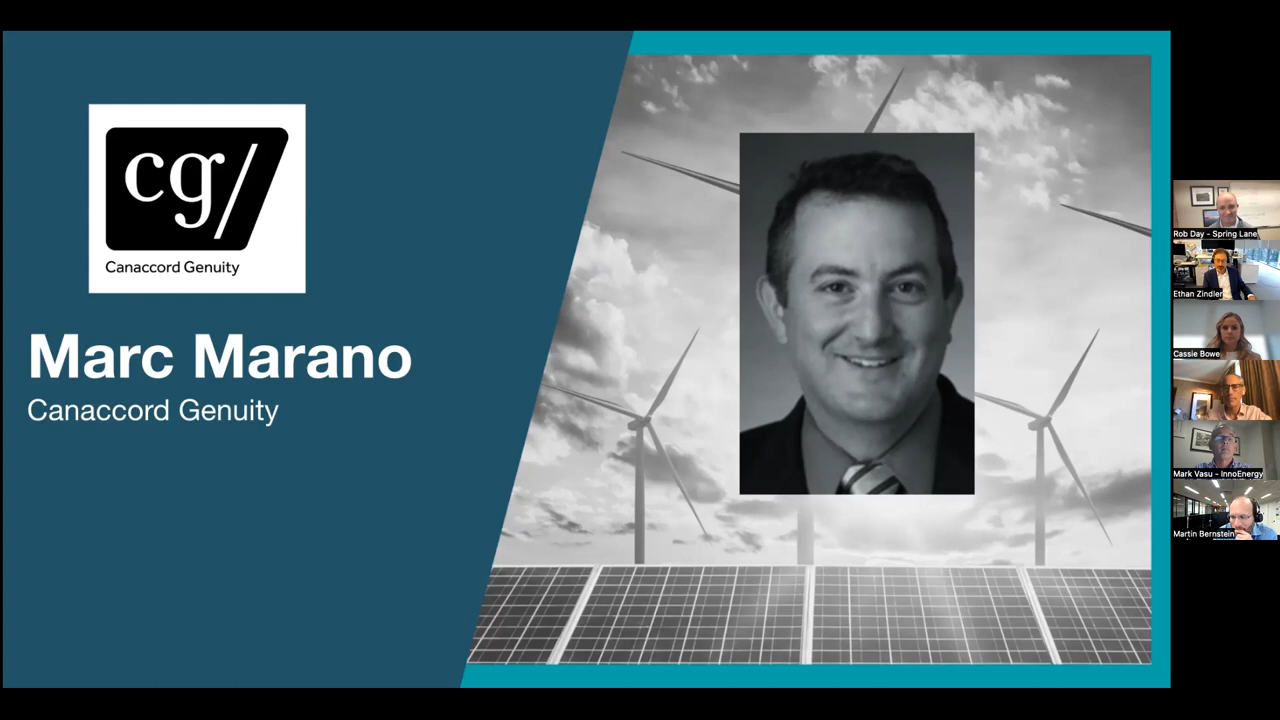 cg/
Canaccord Genuity
Marc Marano
Canaccord Genuity
Rob Day - Spring Lane
Ethan Zindler
Cassie Bowe
Mark Vasu - InnoEnergy
Martin Bernstein